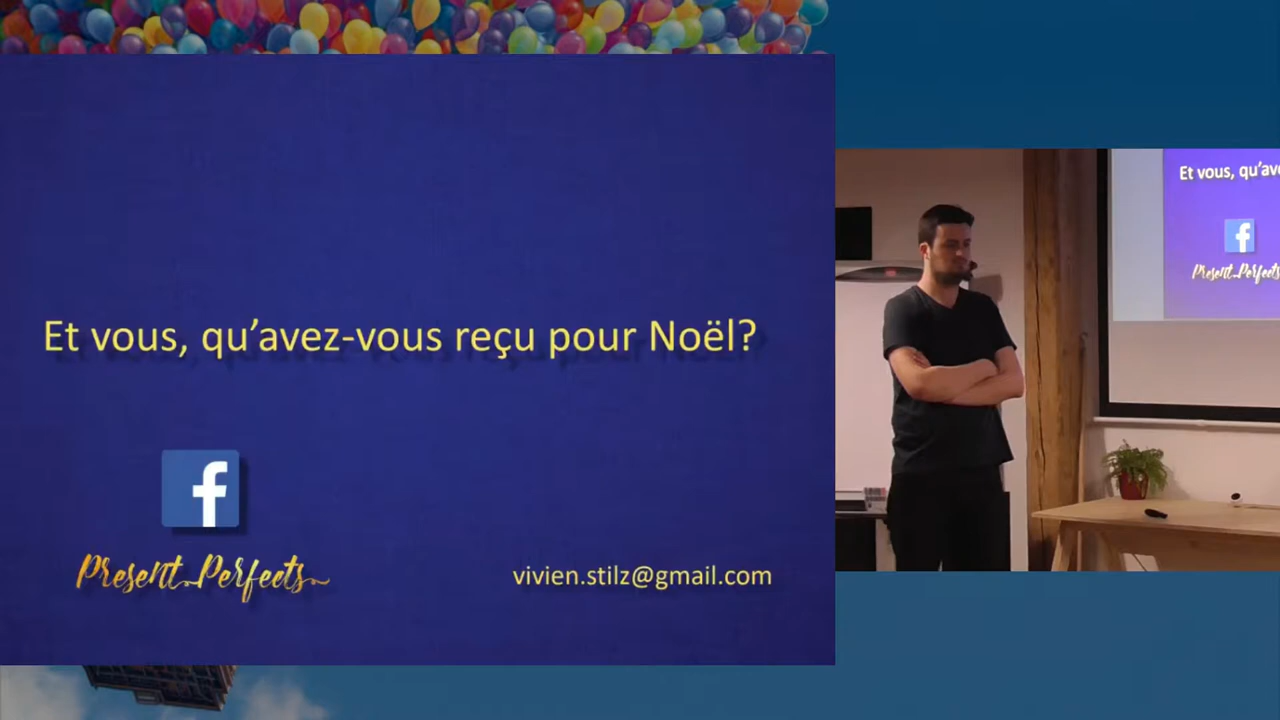 Et vous, qu'avez-vous reçu pour Noël?
f
Present Perfects
vivien.stilz@gmail.com
Et vous, qu'ave
f
Present Perfects